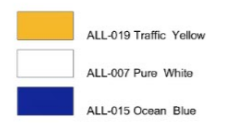 ALL-019 Traffic Yellow
ALL-007 Pure White
ALL-015 Ocean Blue